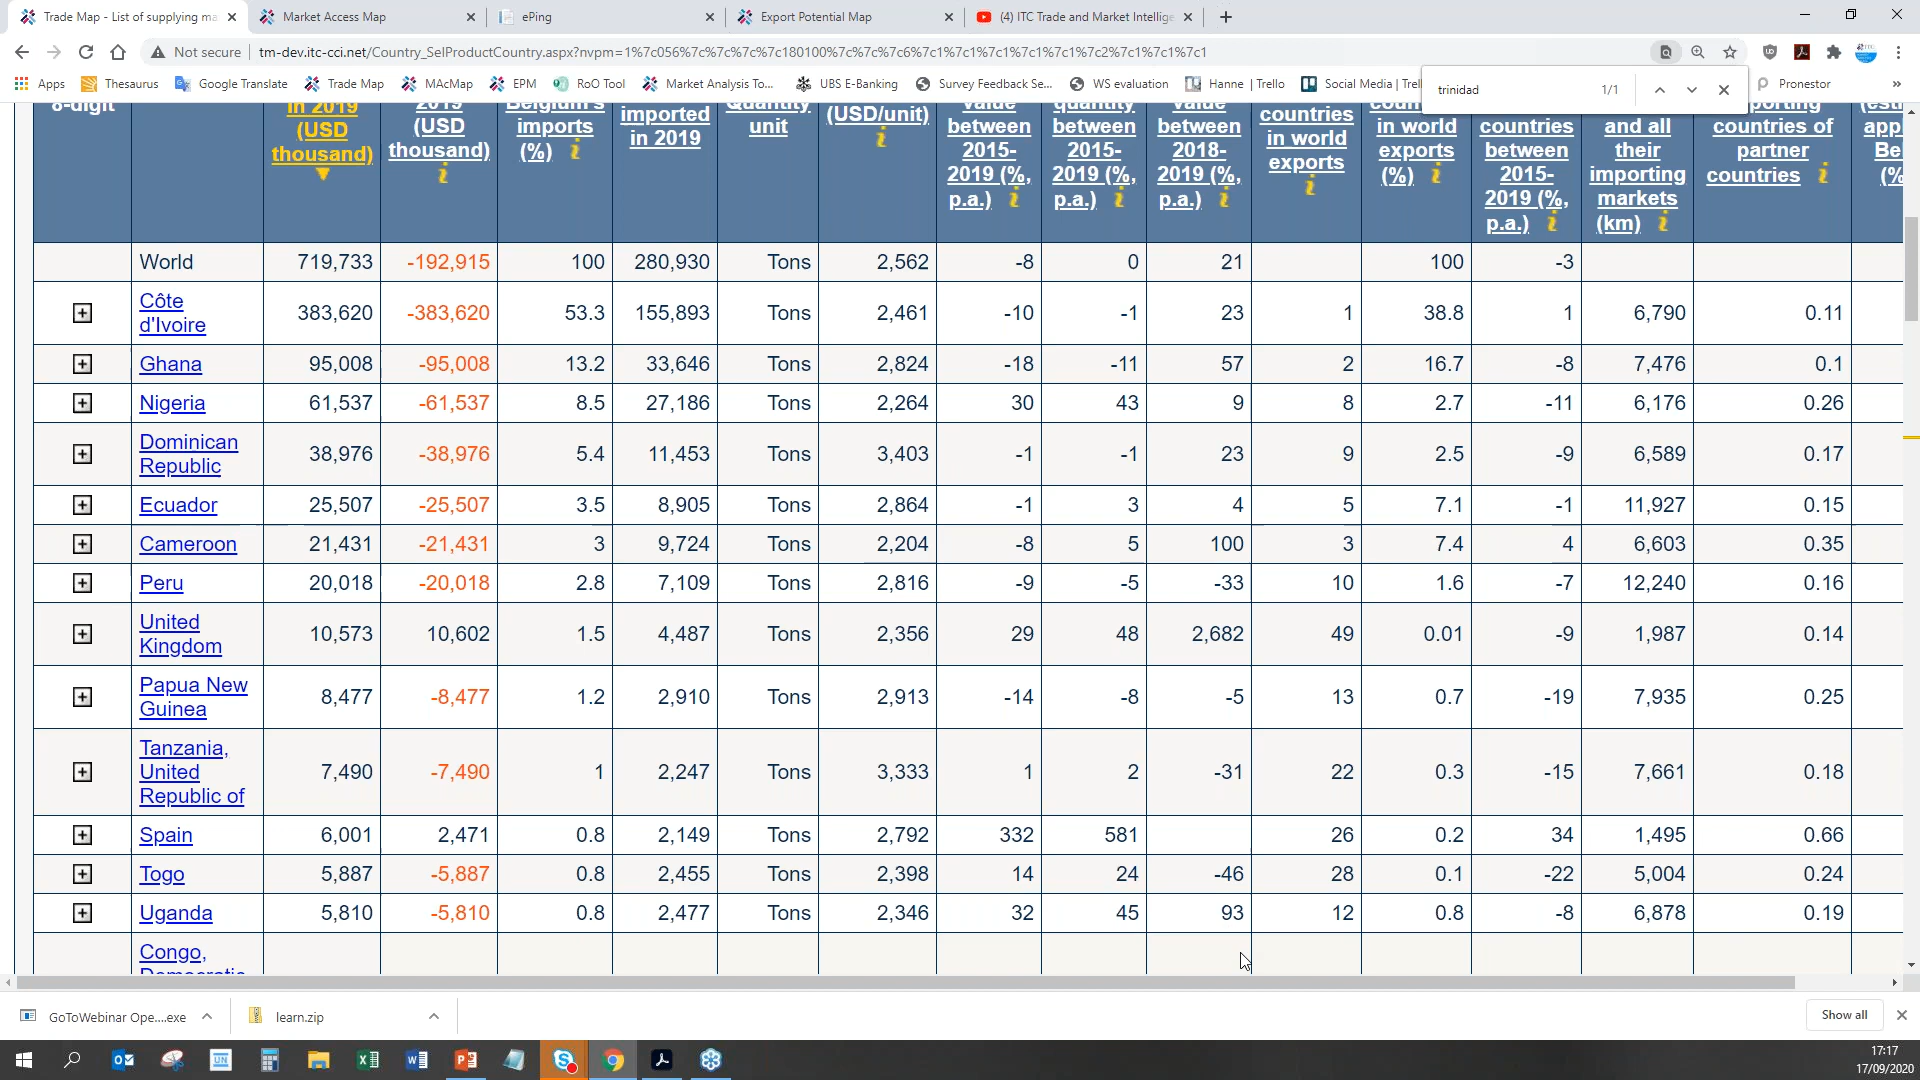 Trade Map - List of supplying ma
Market Access Map
ePing
Export Potential Map
(4) ITC Trade and Market Intellige
Not secure
tm-dev.itc-cci.net/Country_SelProductCountry.aspx?nvpm=1%7c056%7c%7c%7c%7c180100%7c%7c%7c6%7c1%7c1%7c1%7c1%7c1%7c2%7c1%7c1%7c1%7c1
Apps
Thesaurus
Google Translate
Trade Map
MAcMap
EPM
RoO Tool
Market Analysis To...
UBS E-Banking
Survey Feedback Se...
WS evaluation
Hanne | Trello
Social Media | Trel
Pronestor
»
trinidad
1/1
8-digit
in 2019
(USD
thousand)
2019
(USD
thousand)
Belgium's
imports
(%)
imported
in 2019
Quantity
unit
(USD/unit)
value
between
2015-
2019 (%,
p.a.)
quantity
between
2015-
2019 (%,
p.a.)
value
between
2018-
2019 (%,
p.a.)
countries
in world
exports
in world
exports
(%)
countries
between
2015-
2019 (%,
p.a.)
and all
their
importing
markets
(km)
countries of
partner
countries
World 719,733 -192,915 100 280,930 Tons 2,562 -8 0 21 100 -3
Côte
d'Ivoire 383,620 -383,620 53.3 155,893 Tons 2,461 -10 -1 23 1 38.8 1 6,790 0.11
Ghana 95,008 -95,008 13.2 33,646 Tons 2,824 -18 -11 57 2 16.7 -8 7,476 0.1
Nigeria 61,537 -61,537 8.5 27,186 Tons 2,264 30 43 9 8 2.7 -11 6,176 0.26
Dominican
Republic 38,976 -38,976 5.4 11,453 Tons 3,403 -1 -1 23 9 2.5 -9 6,589 0.17
Ecuador 25,507 -25,507 3.5 8,905 Tons 2,864 -1 3 4 5 7.1 -1 11,927 0.15
Cameroon 21,431 -21,431 3 9,724 Tons 2,204 -8 5 100 3 7.4 4 6,603 0.35
Peru 20,018 -20,018 2.8 7,109 Tons 2,816 -9 -5 -33 10 1.6 -7 12,240 0.16
United
Kingdom 10,573 10,602 1.5 4,487 Tons 2,356 29 48 2,682 49 0.01 -9 1,987 0.14
Papua New
Guinea 8,477 -8,477 1.2 2,910 Tons 2,913 -14 -8 -5 13 0.7 -19 7,935 0.25
Tanzania,
United
Republic of 7,490 -7,490 1 2,247 Tons 3,333 1 2 -31 22 0.3 -15 7,661 0.18
Spain 6,001 2,471 0.8 2,149 Tons 2,792 332 581 26 0.2 34 1,495 0.66
Togo 5,887 -5,887 0.8 2,455 Tons 2,398 14 24 -46 28 0.1 -22 5,004 0.24
Uganda 5,810 -5,810 0.8 2,477 Tons 2,346 32 45 93 12 0.8 -8 6,878 0.19
Congo,
Democratic
GoToWebinar Ope....exe
learn.zip
Show all
17:17
17/09/2020